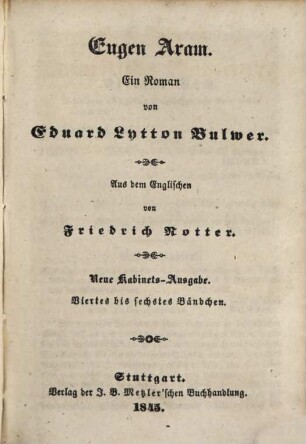 Eugen Aram.
Ein Roman
von
Eduard Lytton Bulwer.
Aus dem Englischen
von
Friedrich Notter.
Neue Kabinets-Ausgabe.
Viertes bis sechstes Bändchen.
Stuttgart.
Verlag der J. B. Metzler'schen Buchhandlung.
1845.